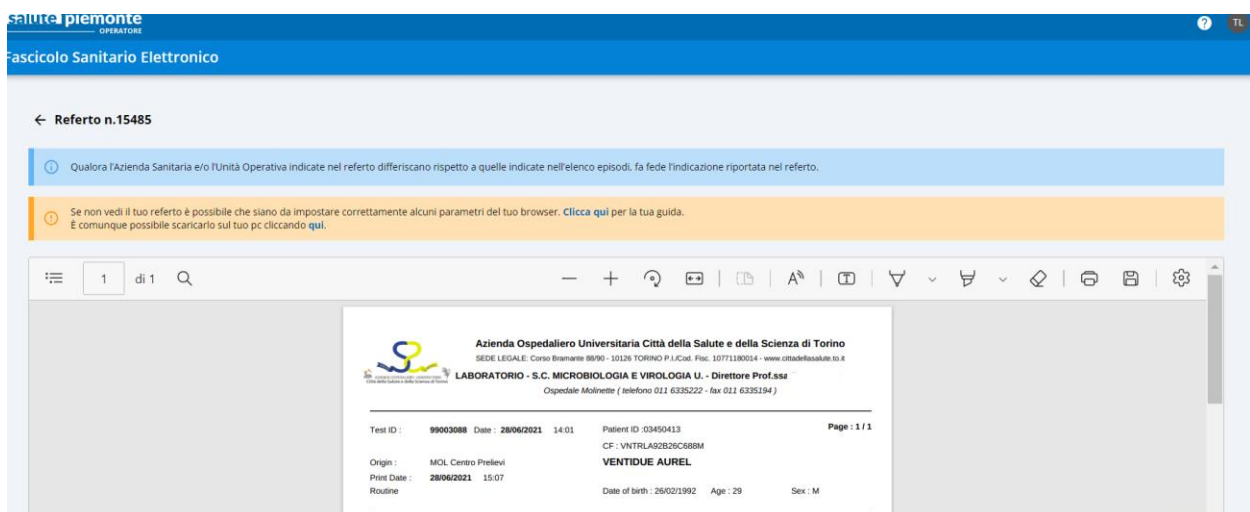 salute piemonte
OPERATORE
TL
Fascicolo Sanitario Elettronico
← Referto n.15485
Qualora l'Azienda Sanitaria e/o l'Unità Operativa indicate nel referto differiscano rispetto a quelle indicate nell'elenco episodi. fa fede l'indicazione riportata nel referto.
Se non vedi il tuo referto è possibile che siano da impostare correttamente alcuni parametri del tuo browser. Clicca qui per la tua guida.
È comunque possibile scaricarlo sul tuo pc cliccando qui.
1 di 1
Azienda Ospedaliero Universitaria Città della Salute e della Scienza di Torino
SEDE LEGALE: Corso Bramante 88/90 - 10126 TORINO P.I./Cod. Fisc. 10771180014 - www.cittadellasalute.to.it
LABORATORIO - S.C. MICROBIOLOGIA E VIROLOGIA U. - Direttore Prof.ssa
Ospedale Molinette ( telefono 011 6335222 - fax 011 6335194 )
Test ID : 99003088 Date : 28/06/2021 14:01 Patient ID :03450413 Page : 1 / 1
CF : VNTRLA92B26C688M
Origin : MOL Centro Prelievi VENTIDUE AUREL
Print Date : 28/06/2021 15:07
Routine Date of birth : 26/02/1992 Age : 29 Sex : M